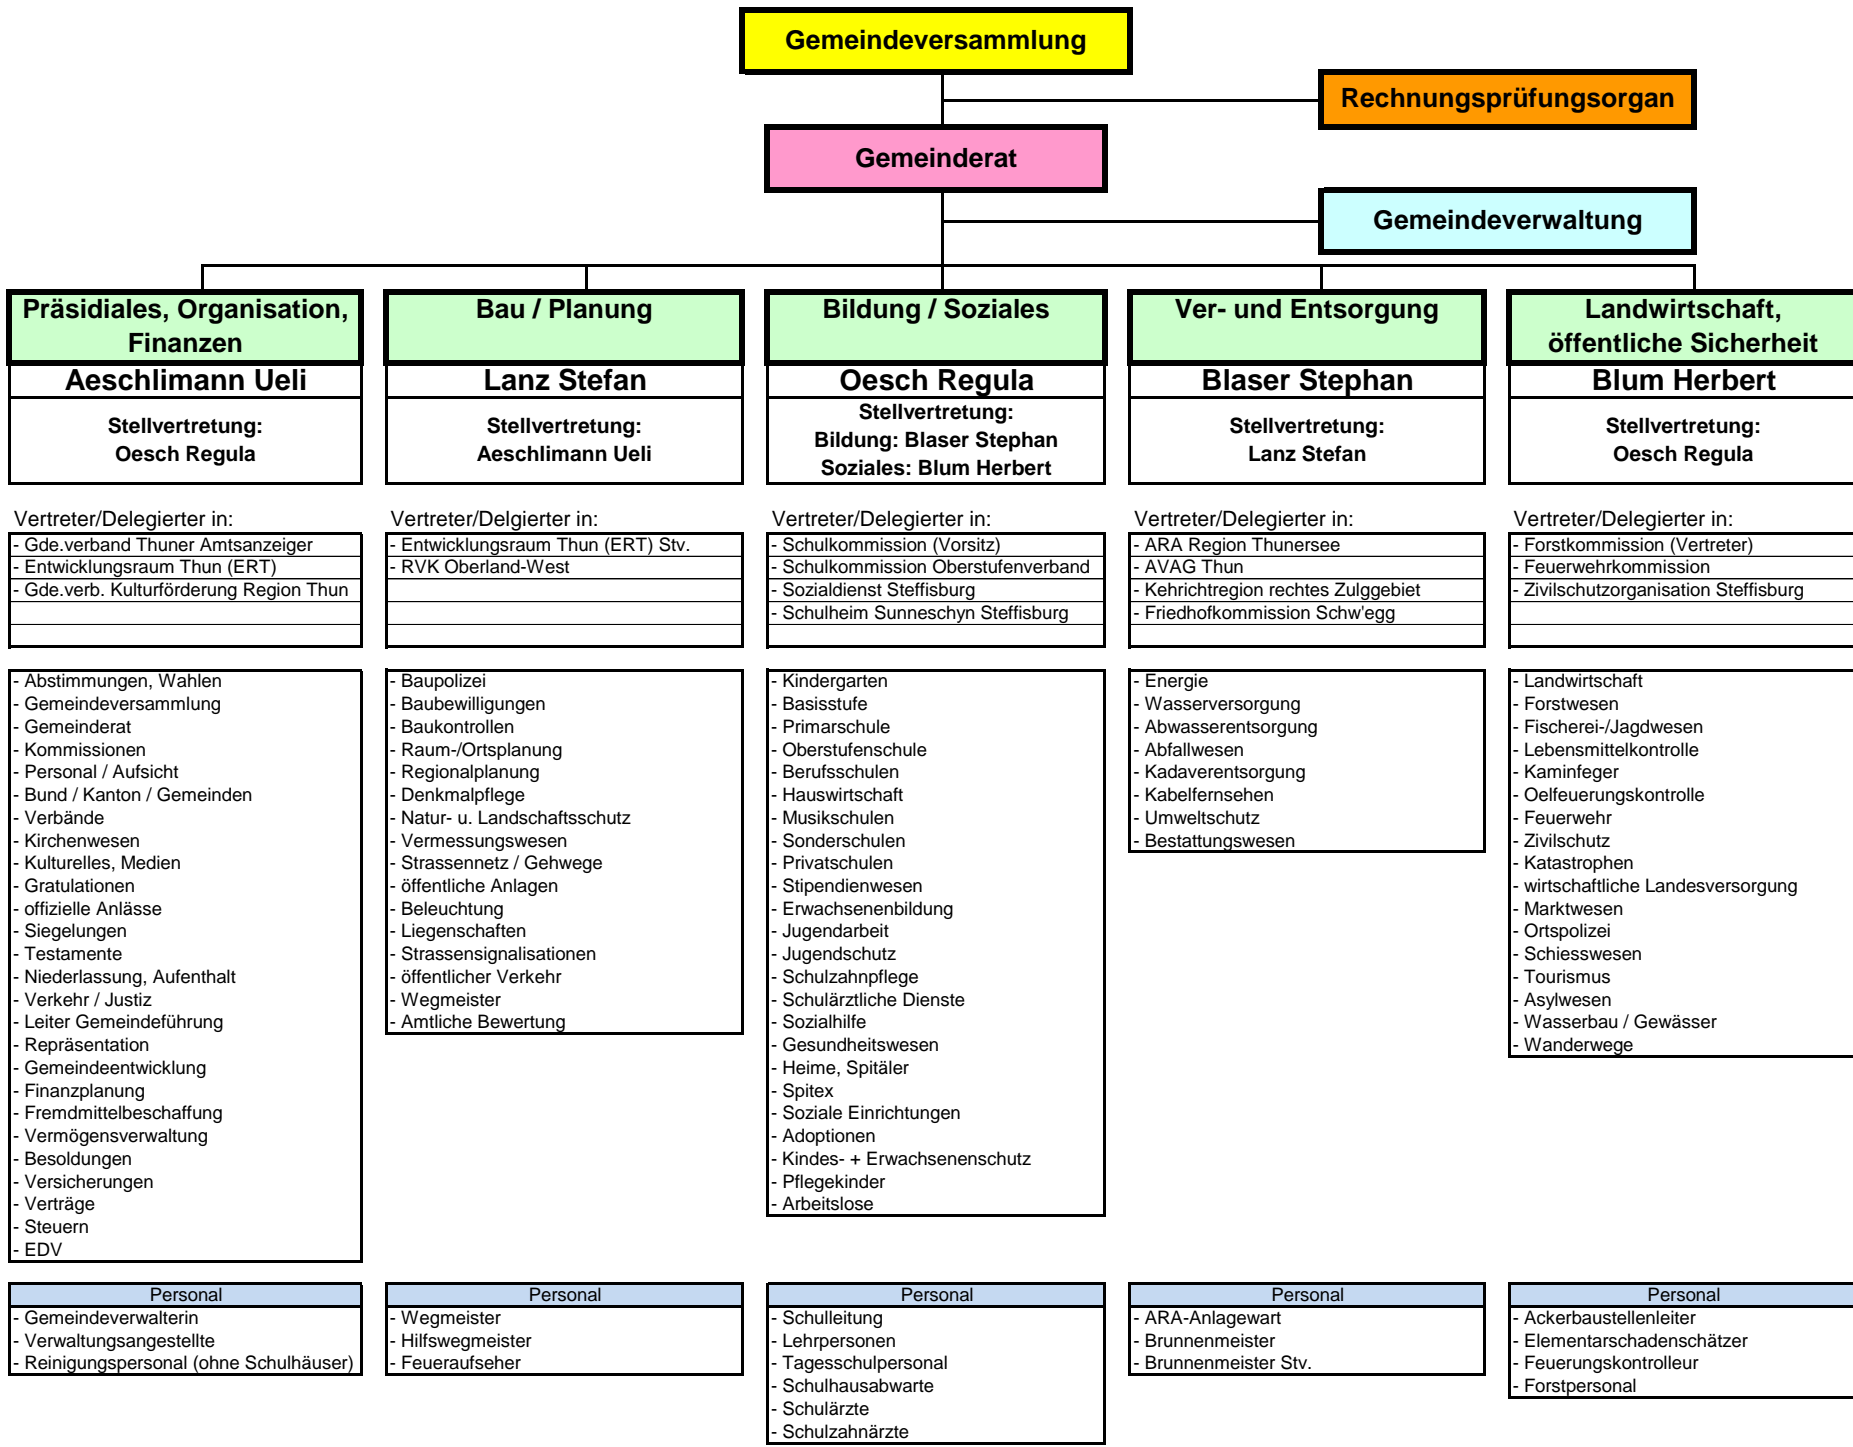 Gemeindeversammlung
Rechnungsprüfungsorgan
Gemeinderat
Gemeindeverwaltung
Präsidiales, Organisation,
Finanzen
Aeschlimann Ueli
Stellvertretung:
Oesch Regula
Vertreter/Delegierter in:
- Gde.verband Thuner Amtsanzeiger
- Entwicklungsraum Thun (ERT)
- Gde.verb. Kulturförderung Region Thun
- Abstimmungen, Wahlen
- Gemeindeversammlung
- Gemeinderat
- Kommissionen
- Personal / Aufsicht
- Bund / Kanton / Gemeinden
- Verbände
- Kirchenwesen
- Kulturelles, Medien
- Gratulationen
- offizielle Anlässe
- Siegelungen
- Testamente
- Niederlassung, Aufenthalt
- Verkehr / Justiz
- Leiter Gemeindeführung
- Repräsentation
- Gemeindeentwicklung
- Finanzplanung
- Fremdmittelbeschaffung
- Vermögensverwaltung
- Besoldungen
- Versicherungen
- Verträge
- Steuern
- EDV
Personal
- Gemeindeverwalterin
- Verwaltungsangestellte
- Reinigungspersonal (ohne Schulhäuser)
Bau / Planung
Lanz Stefan
Stellvertretung:
Aeschlimann Ueli
Vertreter/Delgierter in:
- Entwicklungsraum Thun (ERT) Stv.
- RVK Oberland-West
- Baupolizei
- Baubewilligungen
- Baukontrollen
- Raum-/Ortsplanung
- Regionalplanung
- Denkmalpflege
- Natur- u. Landschaftsschutz
- Vermessungswesen
- Strassennetz / Gehwege
- öffentliche Anlagen
- Beleuchtung
- Liegenschaften
- Strassensignalisationen
- öffentlicher Verkehr
- Wegmeister
- Amtliche Bewertung
Personal
- Wegmeister
- Hilfswegmeister
- Feueraufseher
Bildung / Soziales
Oesch Regula
Stellvertretung:
Bildung: Blaser Stephan
Soziales: Blum Herbert
Vertreter/Delegierter in:
- Schulkommission (Vorsitz)
- Schulkommission Oberstufenverband
- Sozialdienst Steffisburg
- Schulheim Sunneschyn Steffisburg
- Kindergarten
- Basisstufe
- Primarschule
- Oberstufenschule
- Berufsschulen
- Hauswirtschaft
- Musikschulen
- Sonderschulen
- Privatschulen
- Stipendienwesen
- Erwachsenenbildung
- Jugendarbeit
- Jugendschutz
- Schulzahnpflege
- Schulärztliche Dienste
- Sozialhilfe
- Gesundheitswesen
- Heime, Spitäler
- Spitex
- Soziale Einrichtungen
- Adoptionen
- Kindes- + Erwachsenenschutz
- Pflegekinder
- Arbeitslose
Personal
- Schulleitung
- Lehrpersonen
- Tagesschulpersonal
- Schulhausabwarte
- Schulärzte
- Schulzahnärzte
Ver- und Entsorgung
Blaser Stephan
Stellvertretung:
Lanz Stefan
Vertreter/Delegierter in:
- ARA Region Thunersee
- AVAG Thun
- Kehrichtregion rechtes Zulggebiet
- Friedhofkommission Schw'egg
- Energie
- Wasserversorgung
- Abwasserentsorgung
- Abfallwesen
- Kadaverentsorgung
- Kabelfernsehen
- Umweltschutz
- Bestattungswesen
Personal
- ARA-Anlagewart
- Brunnenmeister
- Brunnenmeister Stv.
Landwirtschaft,
öffentliche Sicherheit
Blum Herbert
Stellvertretung:
Oesch Regula
Vertreter/Delegierter in:
- Forstkommission (Vertreter)
- Feuerwehrkommission
- Zivilschutzorganisation Steffisburg
- Landwirtschaft
- Forstwesen
- Fischerei-/Jagdwesen
- Lebensmittelkontrolle
- Kaminfeger
- Oelfeuerungskontrolle
- Feuerwehr
- Zivilschutz
- Katastrophen
- wirtschaftliche Landesversorgung
- Marktwesen
- Ortspolizei
- Schiesswesen
- Tourismus
- Asylwesen
- Wasserbau / Gewässer
- Wanderwege
Personal
- Ackerbaustellenleiter
- Elementarschadenschätzer
- Feuerungskontrolleur
- Forstpersonal